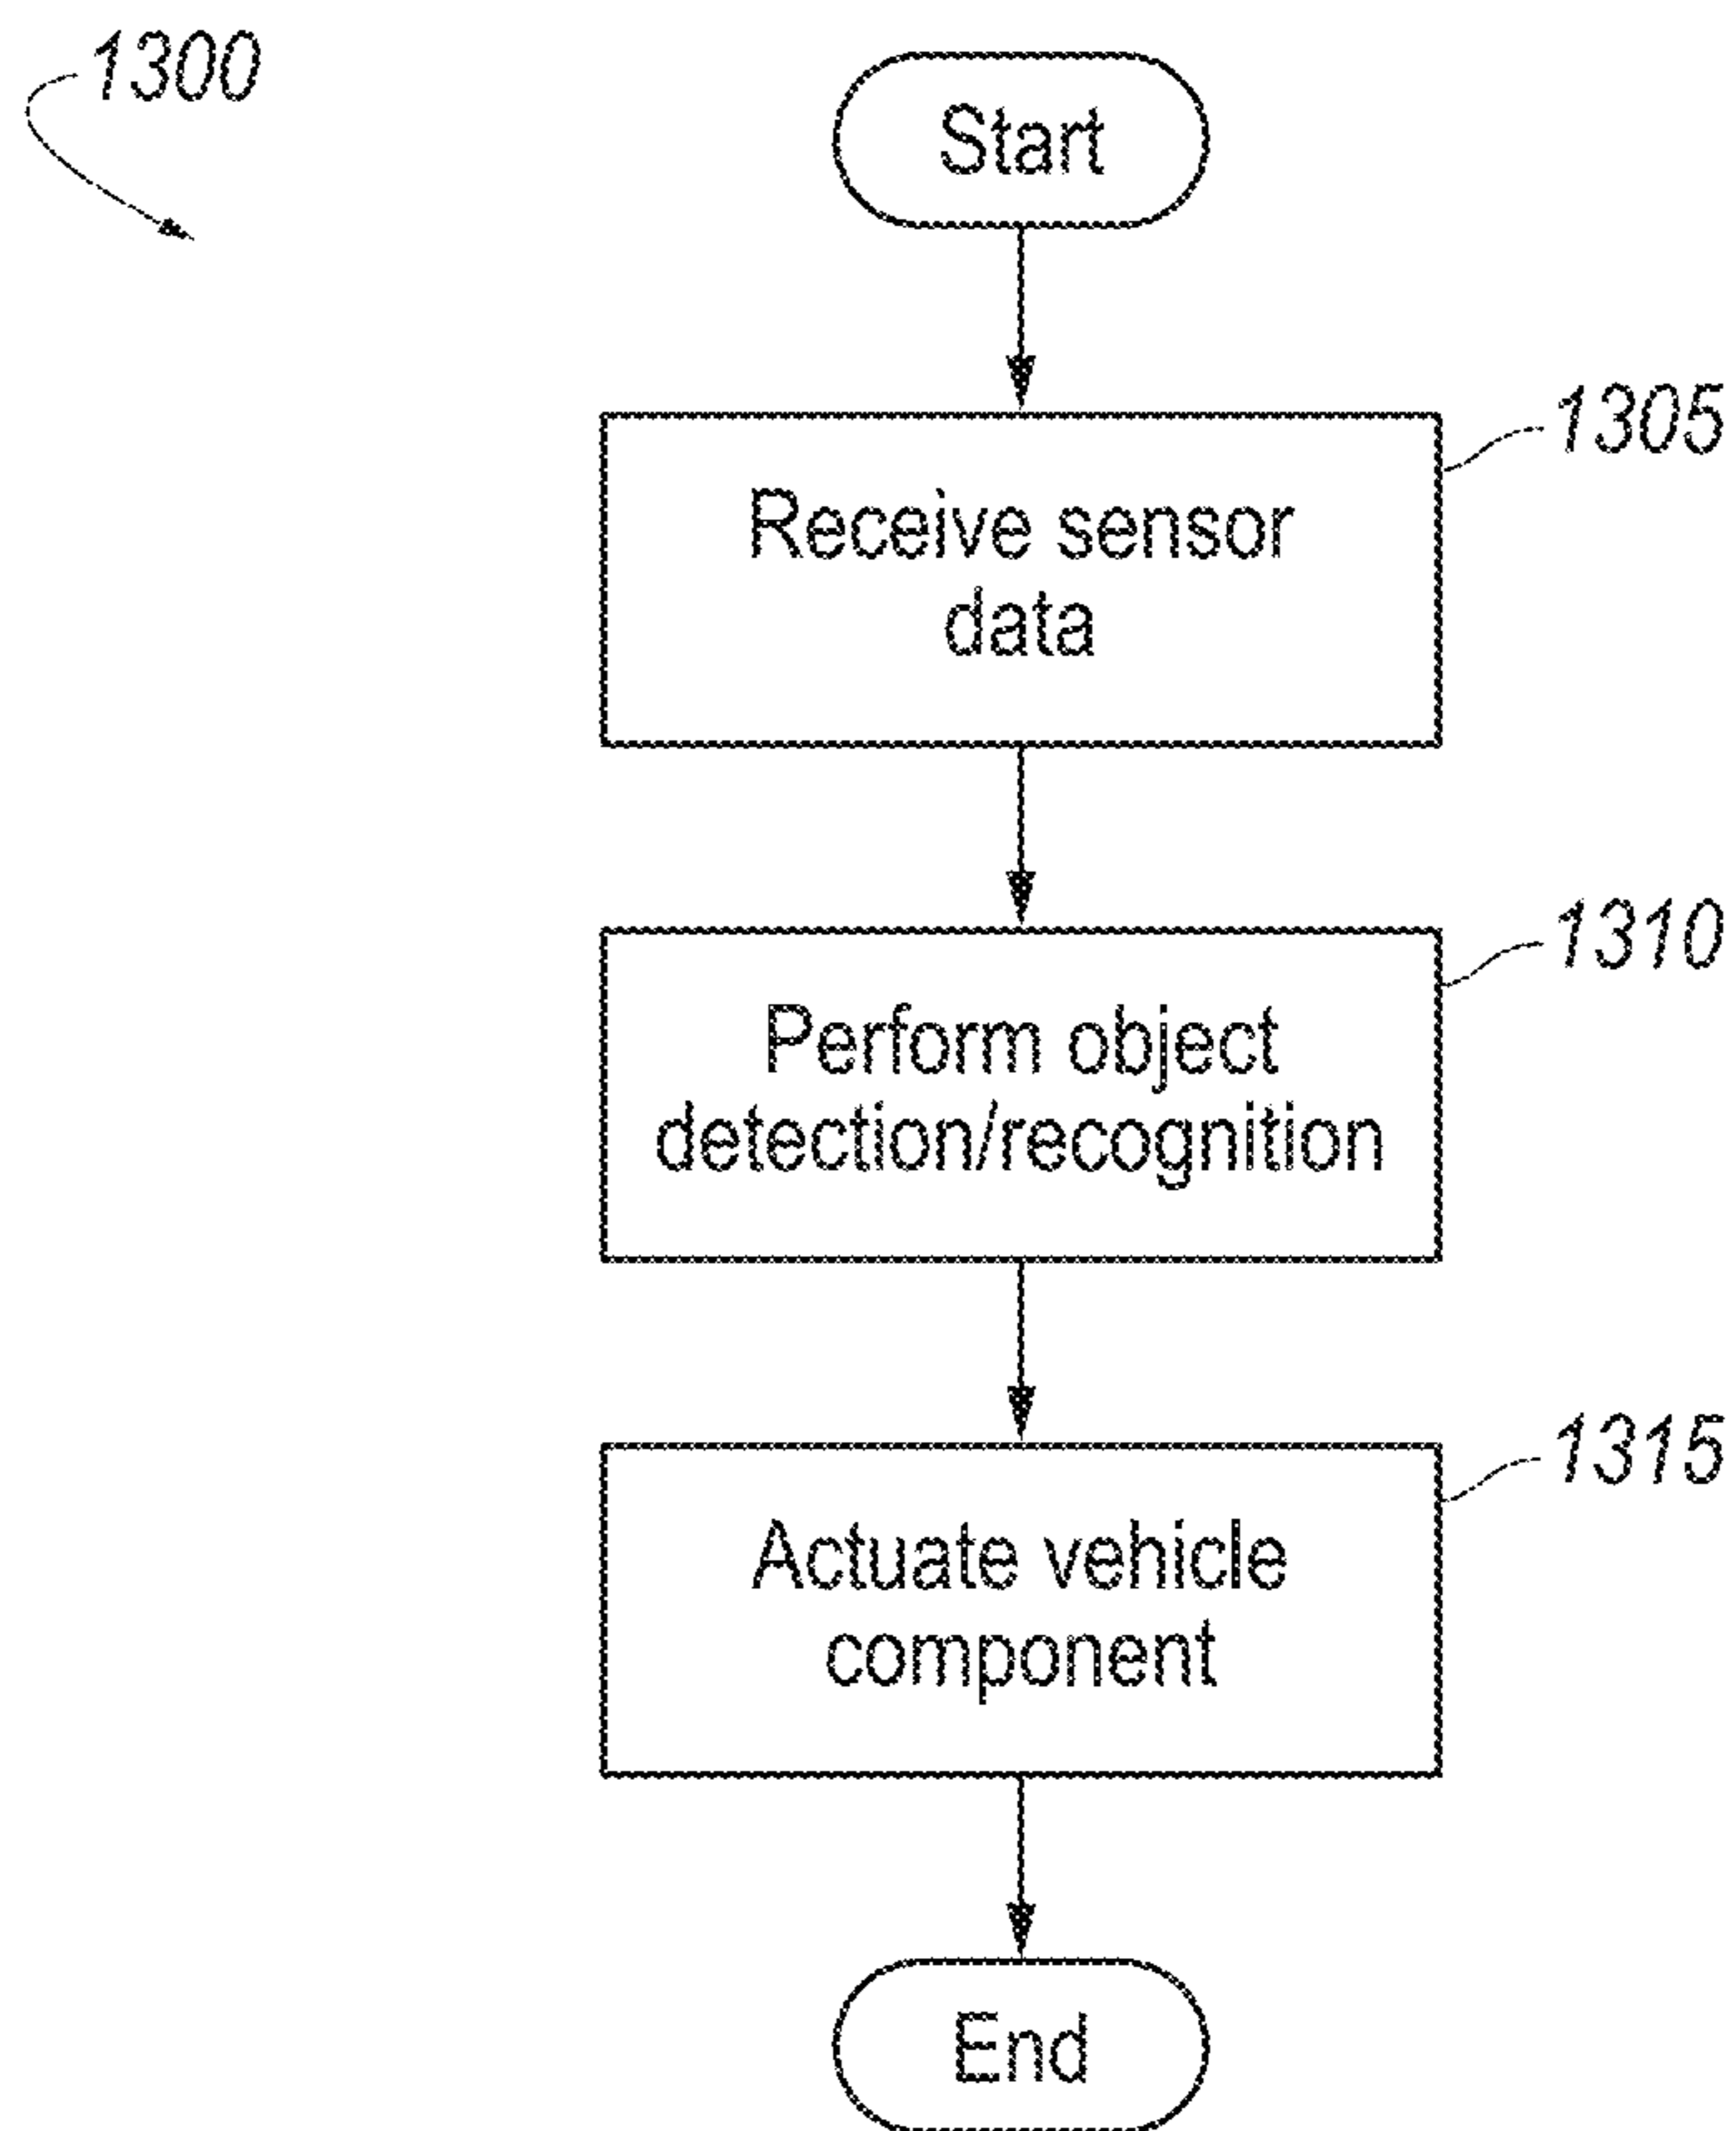 1300
Start
1305
Receive sensor
data
1310
Perform object
detection/recognition
1315
Actuate vehicle
component
End